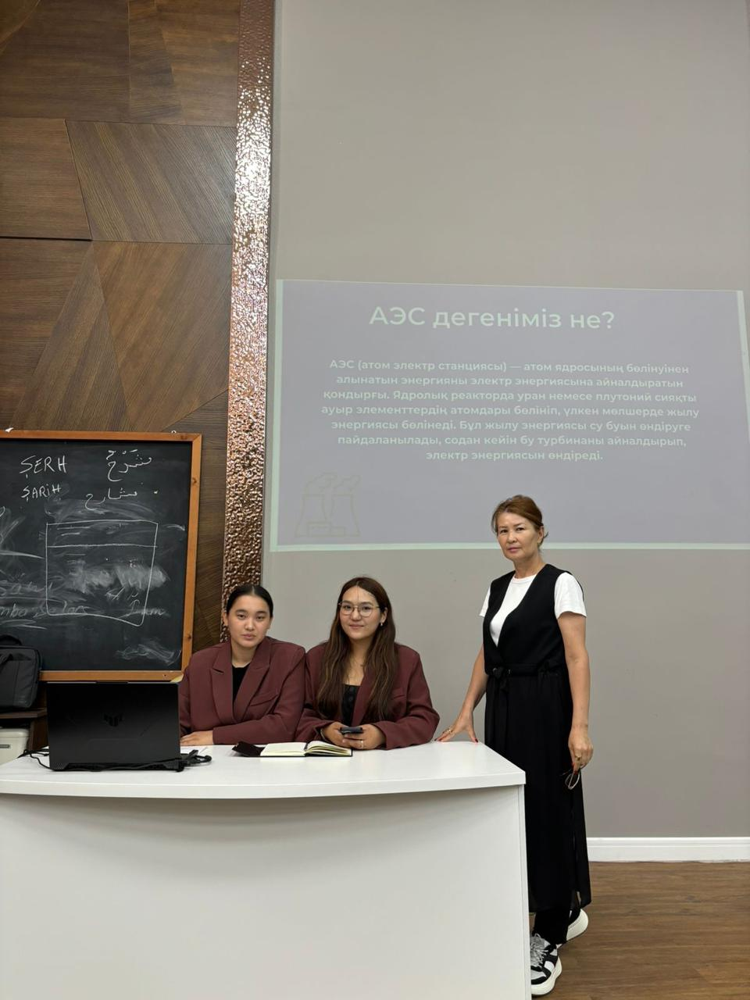 АЭС дегеніміз не?
АЭС (атом электр станциясы) — атом ядросының бөлінуінен
алынатын энергияны электр энергиясына айналдыратын
қондырғы. Ядролық реакторда уран немесе плутоний сияқты
ауыр элементтердің атомдары бөлініп, үлкен мөлшерде жылу
энергиясы бөлінеді. Бұл жылу энергиясы су буын өндіруге
пайдаланылады, содан кейін бу турбинаны айналдырып,
электр энергиясын өндіреді.
ŞERH شَرْح
ŞARİH شارح